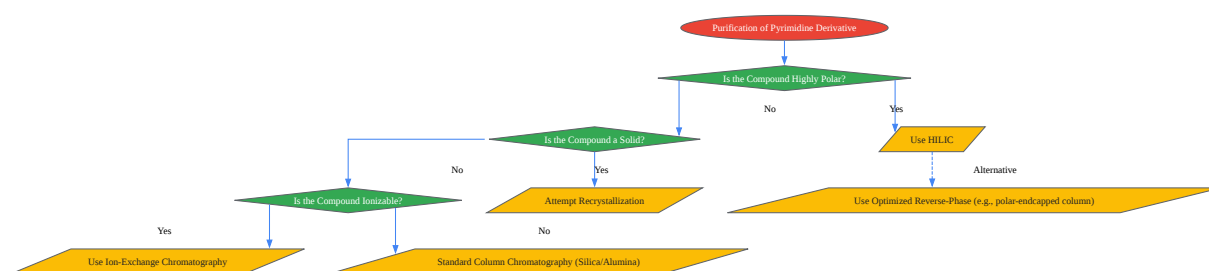 Purification of Pyrimidine Derivative
Is the Compound Highly Polar?
No
Yes
Is the Compound a Solid?
Use HILIC
No
Yes
Alternative
Is the Compound Ionizable?
Attempt Recrystallization
Use Optimized Reverse-Phase (e.g., polar-endcapped column)
Yes
No
Use Ion-Exchange Chromatography
Standard Column Chromatography (Silica/Alumina)